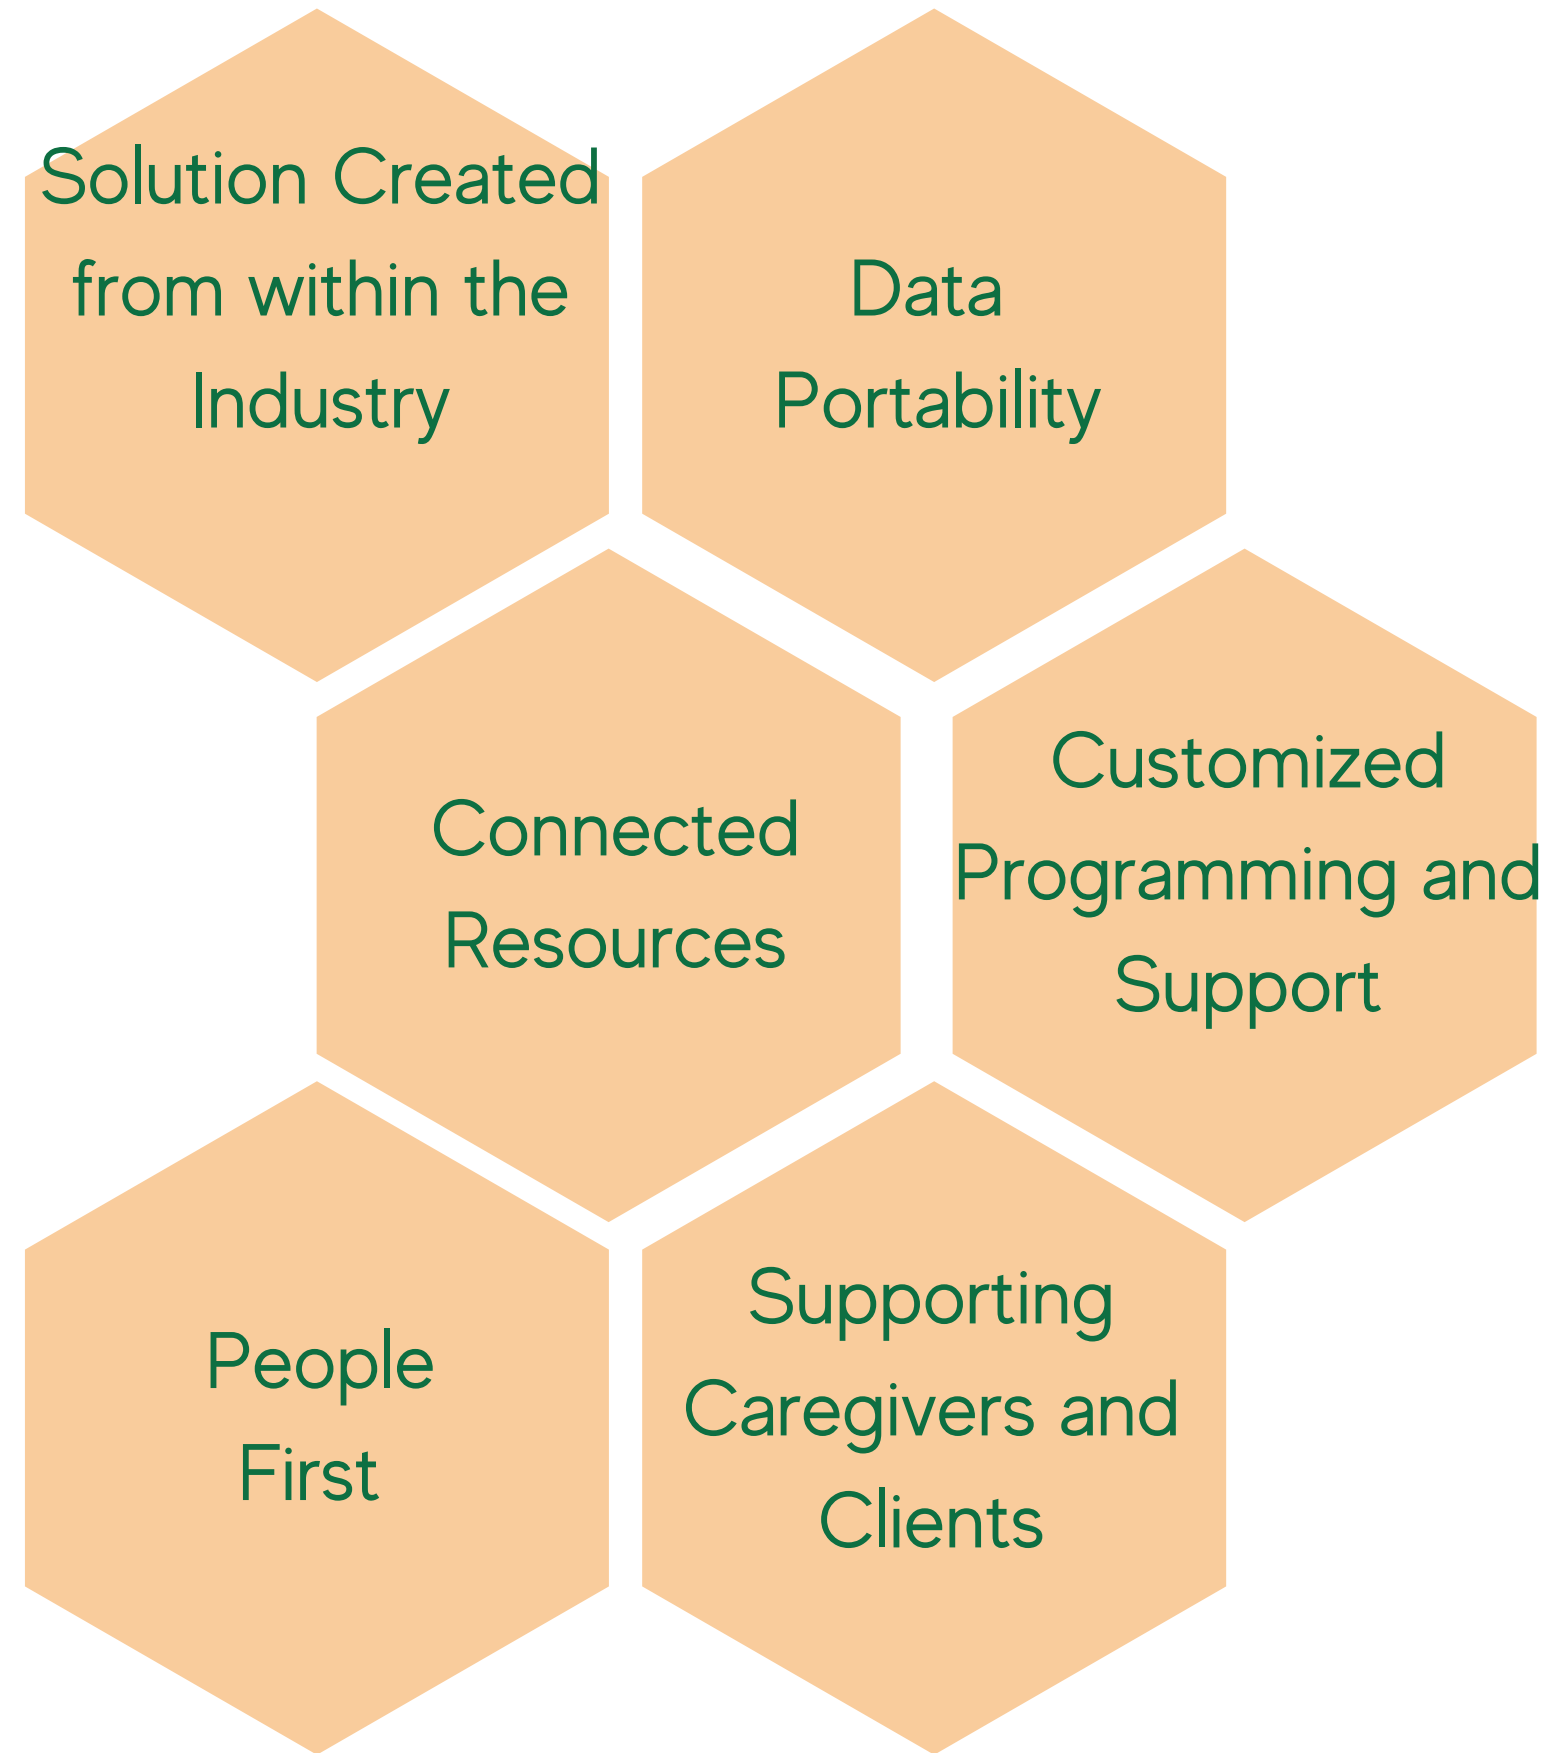 Solution Created
from within the
Industry
Data
Portability
Connected
Resources
Customized
Programming and
Support
People
First
Supporting
Caregivers and
Clients